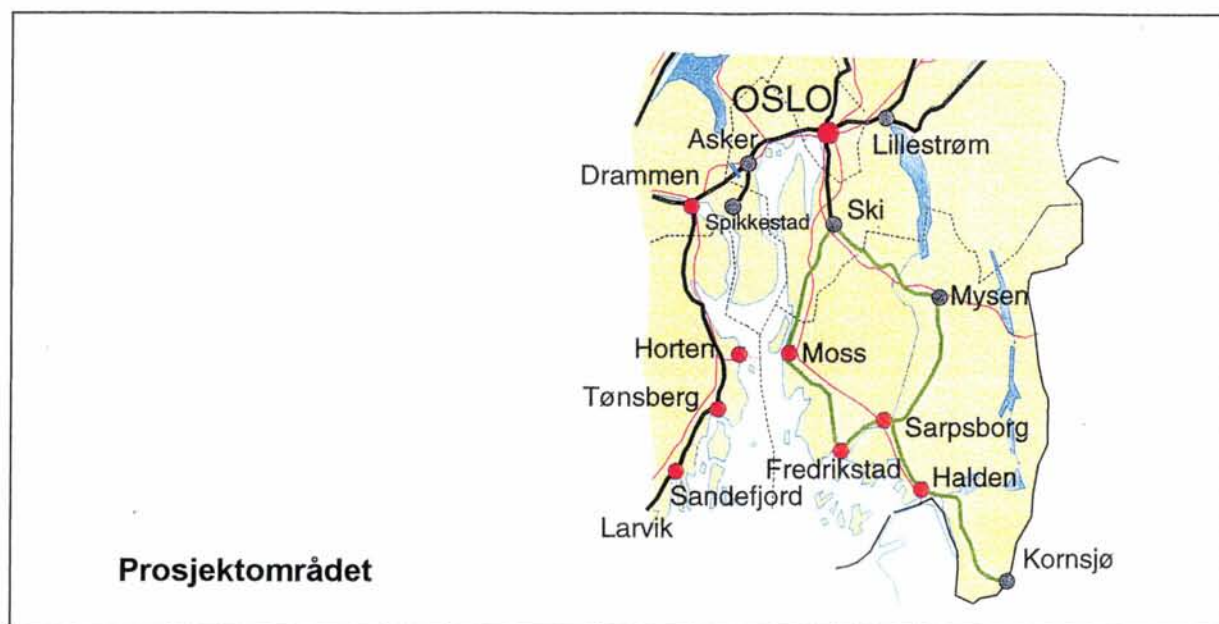 OSLO
Asker
Lillestrøm
Drammen
Spikkestad
Ski
Mysen
Horten
Moss
Tønsberg
Sarpsborg
Fredrikstad
Halden
Sandefjord
Larvik
Kornsjø
Prosjektområdet